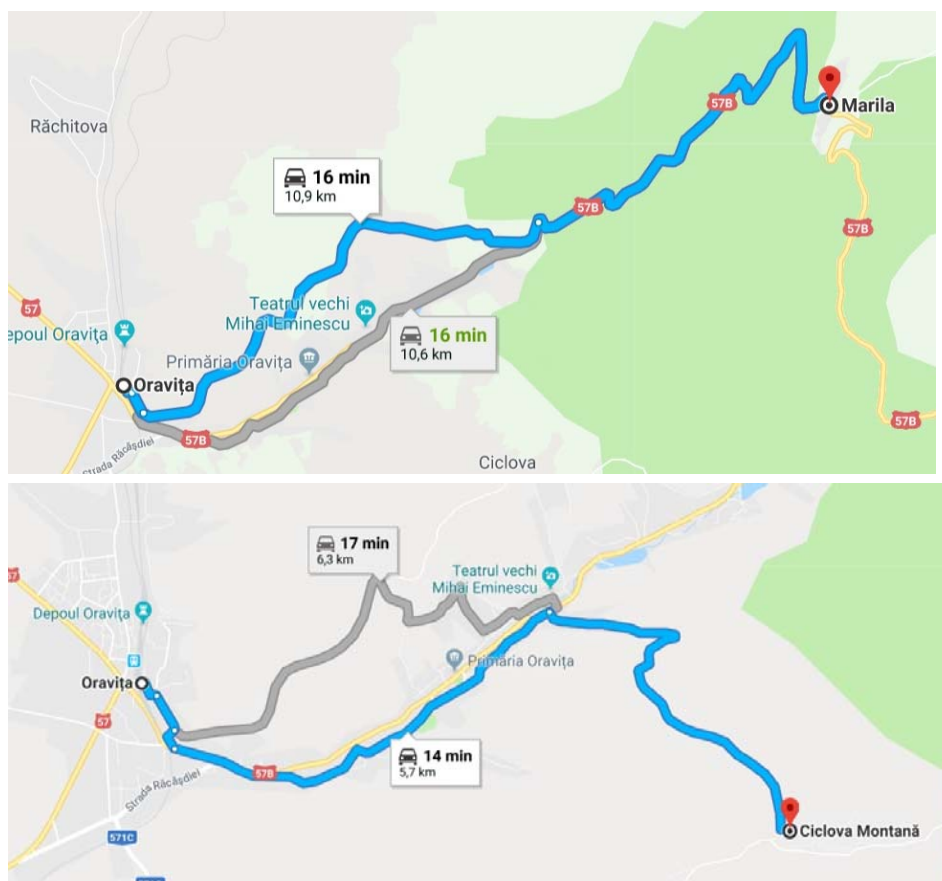 Răchitova
16 min
10,9 km
57B
Marila
57B
57B
57
Teatrul vechi
Mihai Eminescu
epoul Oravița
16 min
10,6 km
Primăria Oravița
Oravița
57B
57B
Strada Răcășdiei
Ciclova
17 min
6,3 km
Teatrul vechi
Mihai Eminescu
Depoul Oravița
Primăria Oravița
Oravița
57
14 min
5,7 km
57B
Strada Răcășdiei
571C
Ciclova Montană